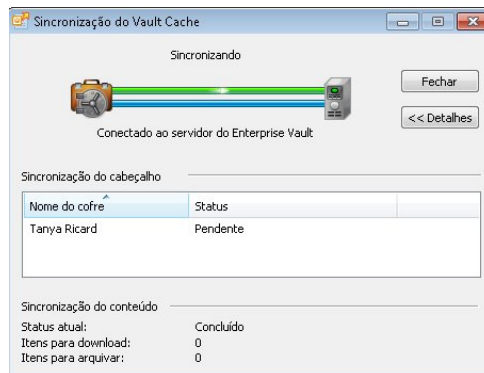 Sincronização do Vault Cache
Sincronizando
Fechar
<< Detalhes
Conectado ao servidor do Enterprise Vault
Sincronização do cabeçalho
Nome do cofre Status
Tanya Ricard Pendente
Sincronização do conteúdo
Status atual: Concluído
Itens para download: 0
Itens para arquivar: 0